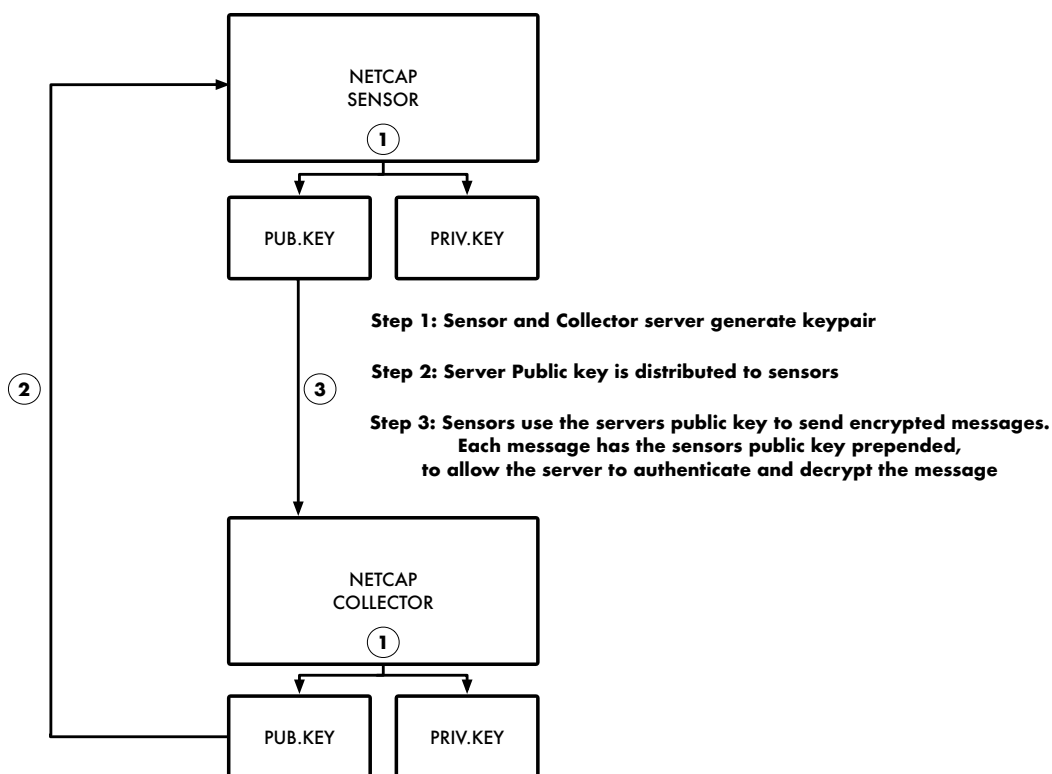 NETCAP
SENSOR
1
PUB.KEY
PRIV.KEY
Step 1: Sensor and Collector server generate keypair
Step 2: Server Public key is distributed to sensors
2
3
Step 3: Sensors use the servers public key to send encrypted messages.
Each message has the sensors public key prepended,
to allow the server to authenticate and decrypt the message
NETCAP
COLLECTOR
1
PUB.KEY
PRIV.KEY